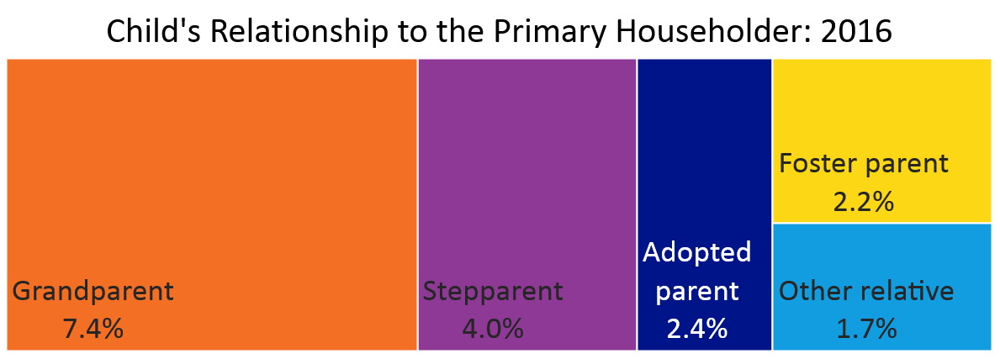 Child's Relationship to the Primary Householder: 2016
Grandparent
7.4%
Stepparent
4.0%
Adopted
parent
2.4%
Foster parent
2.2%
Other relative
1.7%